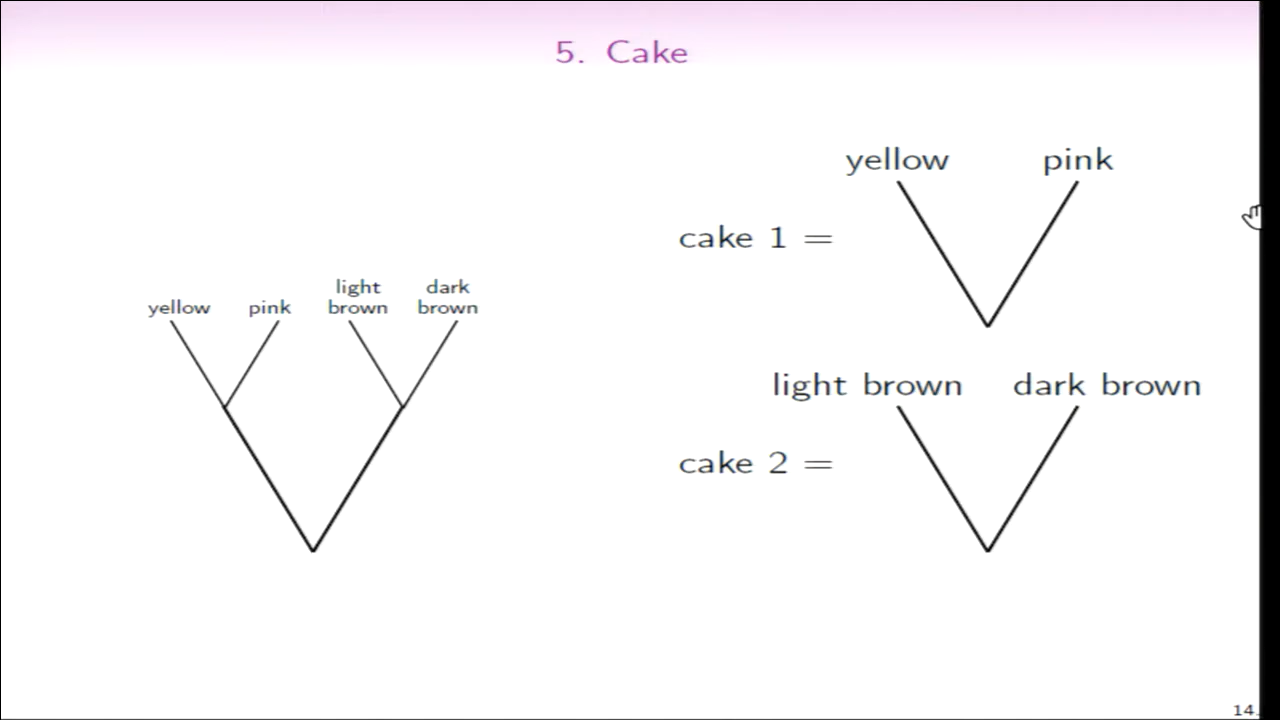 5. Cake
yellow pink
cake 1 =
light dark
yellow pink brown brown
light brown dark brown
cake 2 =
14.